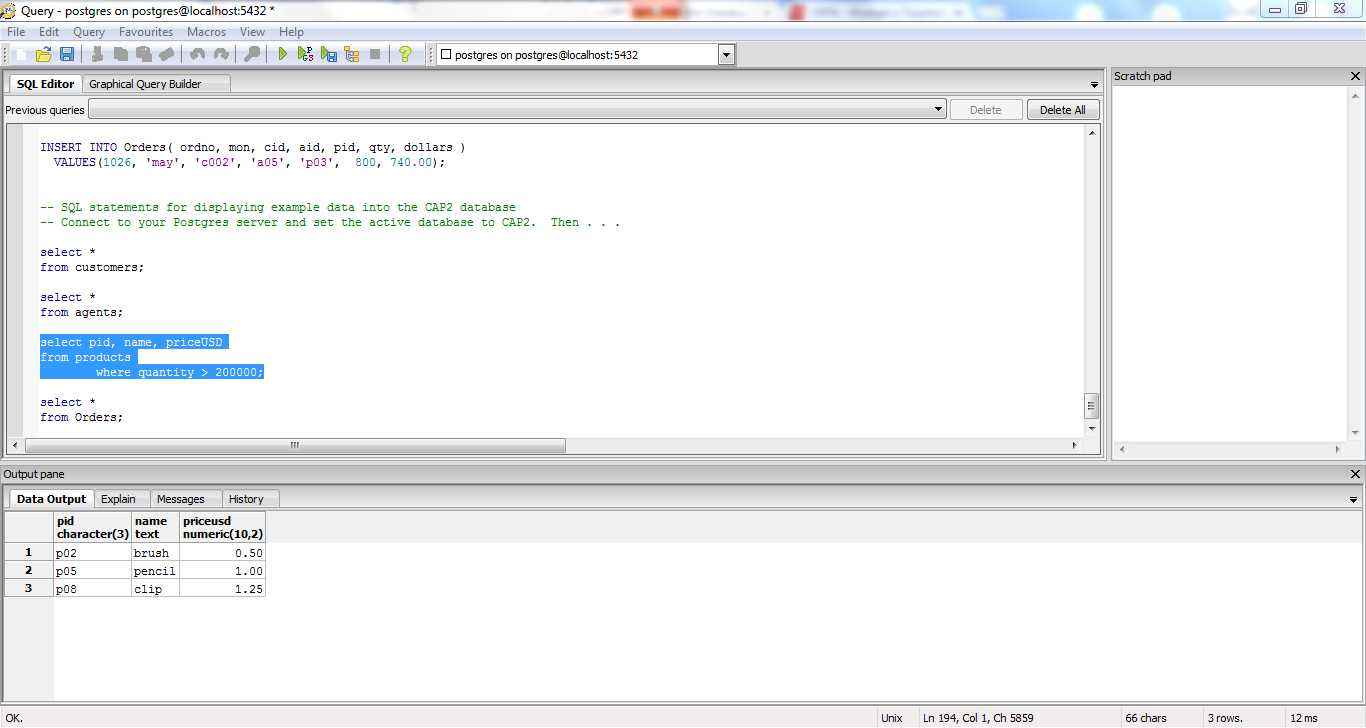 Query - postgres on postgres@localhost:5432 *
File Edit Query Favourites Macros View Help
postgres on postgres@localhost:5432
SQL Editor Graphical Query Builder
Scratch pad
Previous queries Delete Delete All
INSERT INTO Orders( ordno, mon, cid, aid, pid, qty, dollars )
VALUES(1026, 'may', 'c002', 'a05', 'p03', 800, 740.00);
-- SQL statements for displaying example data into the CAP2 database
-- Connect to your Postgres server and set the active database to CAP2. Then . . .
select *
from customers;
select *
from agents;
select pid, name, priceUSD
from products
where quantity > 200000;
select *
from Orders;
Output pane
Data Output Explain Messages History
pid name priceusd
character(3) text numeric(10,2)
1 p02 brush 0.50
2 p05 pencil 1.00
3 p08 clip 1.25
OK. Unix Ln 194, Col 1, Ch 5859 66 chars 3 rows. 12 ms